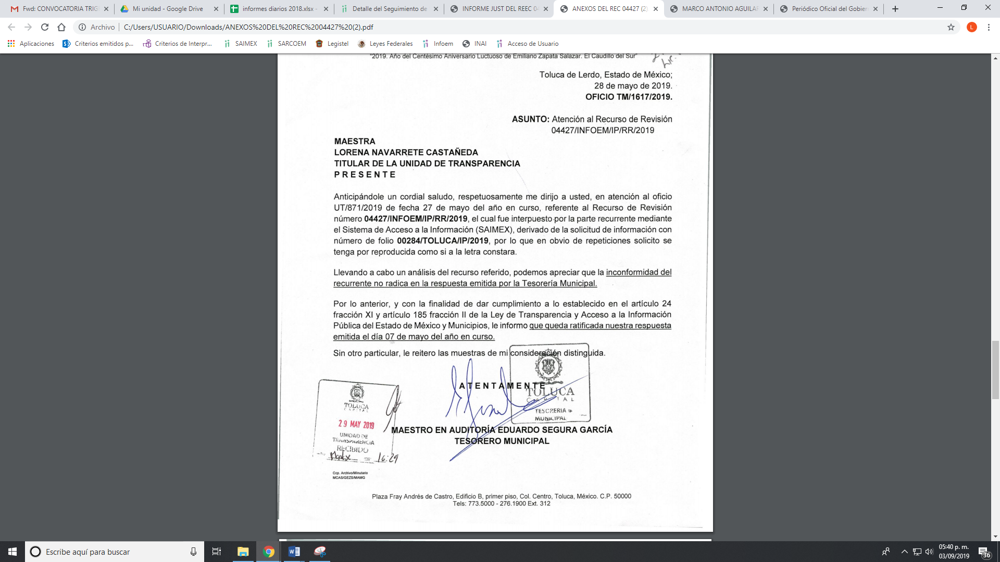 Fwd: CONVOCATORIA TRIGI
Mi unidad - Google Drive
informes diarios 2018.xlsx -
Detalle del Seguimiento de
INFORME JUST DEL REEC 04
ANEXOS DEL REC 04427 (2)
MARCO ANTONIO AGUILAR
Periódico Oficial del Gobier
Archivo
C:/Users/USUARIO/Downloads/ANEXOS%20DEL%20REC%2004427%20(2).pdf
L
Aplicaciones
Criterios emitidos p...
Criterios de Interpr...
SAIMEX
SARCOEM
Legistel
Leyes Federales
Infoem
INAI
Acceso de Usuario
"2019. Año del Centésimo Aniversario Luctuoso de Emiliano Zapata Salazar. El Caudillo del Sur"
Toluca de Lerdo, Estado de México;
28 de mayo de 2019.
OFICIO TM/1617/2019.
ASUNTO: Atención al Recurso de Revisión
04427/INFOEM/IP/RR/2019
MAESTRA
LORENA NAVARRETE CASTAÑEDA
TITULAR DE LA UNIDAD DE TRANSPARENCIA
P R E S E N T E
Anticipándole un cordial saludo, respetuosamente me dirijo a usted, en atención al oficio
UT/871/2019 de fecha 27 de mayo del año en curso, referente al Recurso de Revisión
número 04427/INFOEM/IP/RR/2019, el cual fue interpuesto por la parte recurrente mediante
el Sistema de Acceso a la Información (SAIMEX), derivado de la solicitud de información con
número de folio 00284/TOLUCA/IP/2019, por lo que en obvio de repeticiones solicito se
tenga por reproducida como si a la letra constara.
Llevando a cabo un análisis del recurso referido, podemos apreciar que la inconformidad del
recurrente no radica en la respuesta emitida por la Tesorería Municipal.
Por lo anterior, y con la finalidad de dar cumplimiento a lo establecido en el artículo 24
fracción XI y artículo 185 fracción II de la Ley de Transparencia y Acceso a la Información
Pública del Estado de México y Municipios, le informo que queda ratificada nuestra respuesta
emitida el día 07 de mayo del año en curso.
Sin otro particular, le reitero las muestras de mi consideración distinguida.
A T E N T A M E N T E
TOLUCA
CAPITAL
TESORERIA
MUNICIPAL
TOLUCA
CAPITAL
29 MAY 2019
UNIDAD DE
TRANSPARENCIA
RECIBIDO
16:29
MAESTRO EN AUDITORÍA EDUARDO SEGURA GARCÍA
TESORERO MUNICIPAL
Ccp. Archivo/Minutario
MCAS/GEZS/MAMG
Plaza Fray Andrés de Castro, Edificio B, primer piso, Col. Centro, Toluca, México. C.P. 50000
Tels: 773.5000 - 276.1900 Ext. 312
Escribe aquí para buscar
05:40 p. m.
03/09/2019
36